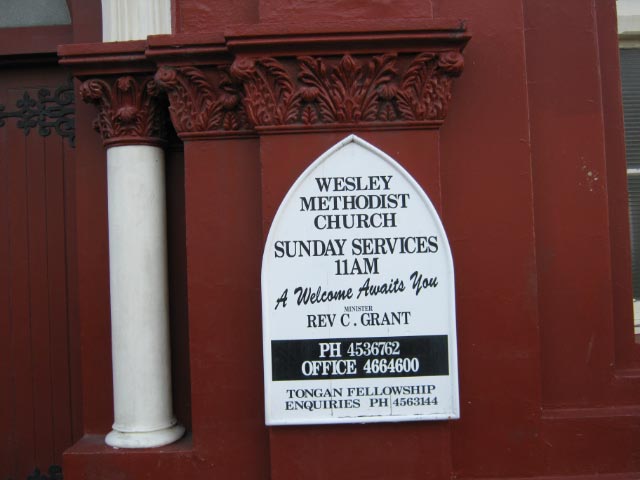 WESLEY
METHODIST
CHURCH
SUNDAY SERVICES
11AM
A Welcome Awaits You
MINISTER
REV C. GRANT
PH 4536762
OFFICE 4664600
TONGAN FELLOWSHIP
ENQUIRIES PH 4563144